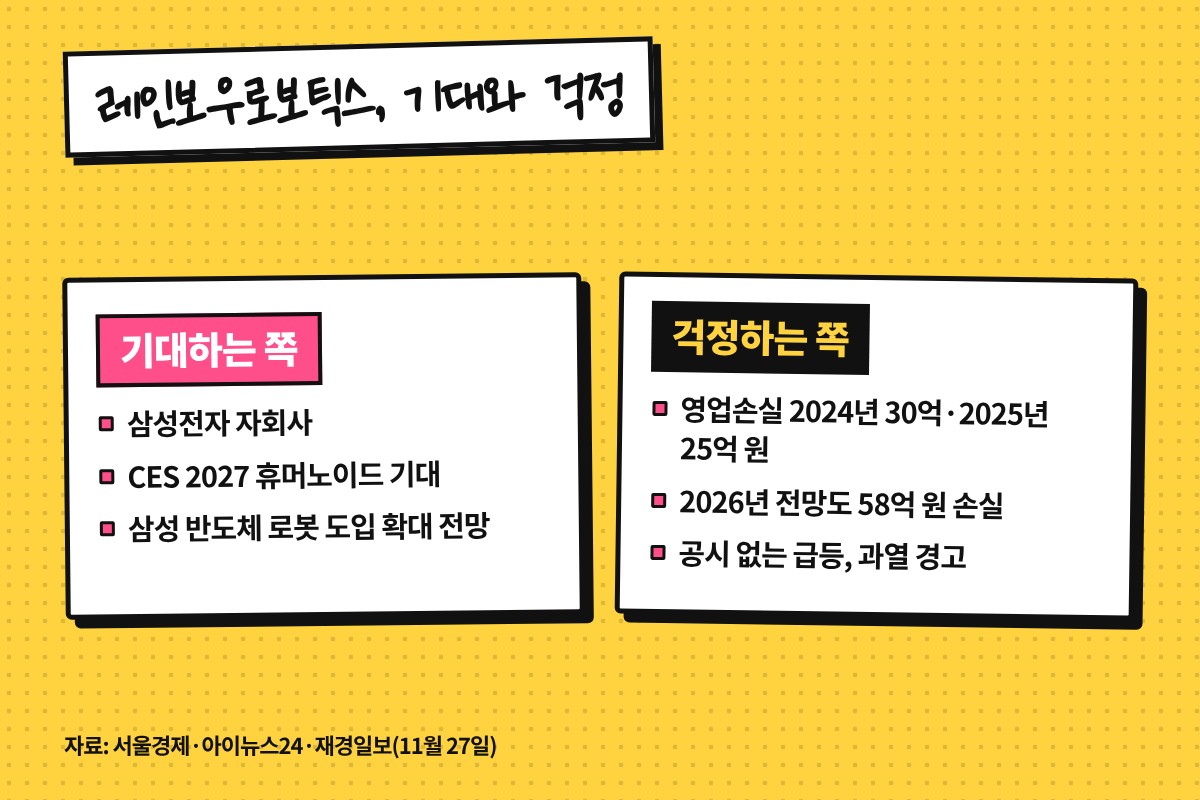 레인보우로보틱스, 기대와 걱정
기대하는 쪽
삼성전자 자회사
CES 2027 휴머노이드 기대
삼성 반도체 로봇 도입 확대 전망
걱정하는 쪽
영업손실 2024년 30억·2025년
25억 원
2026년 전망도 58억 원 손실
공시 없는 급등, 과열 경고
자료: 서울경제·아이뉴스24·재경일보(11월 27일)